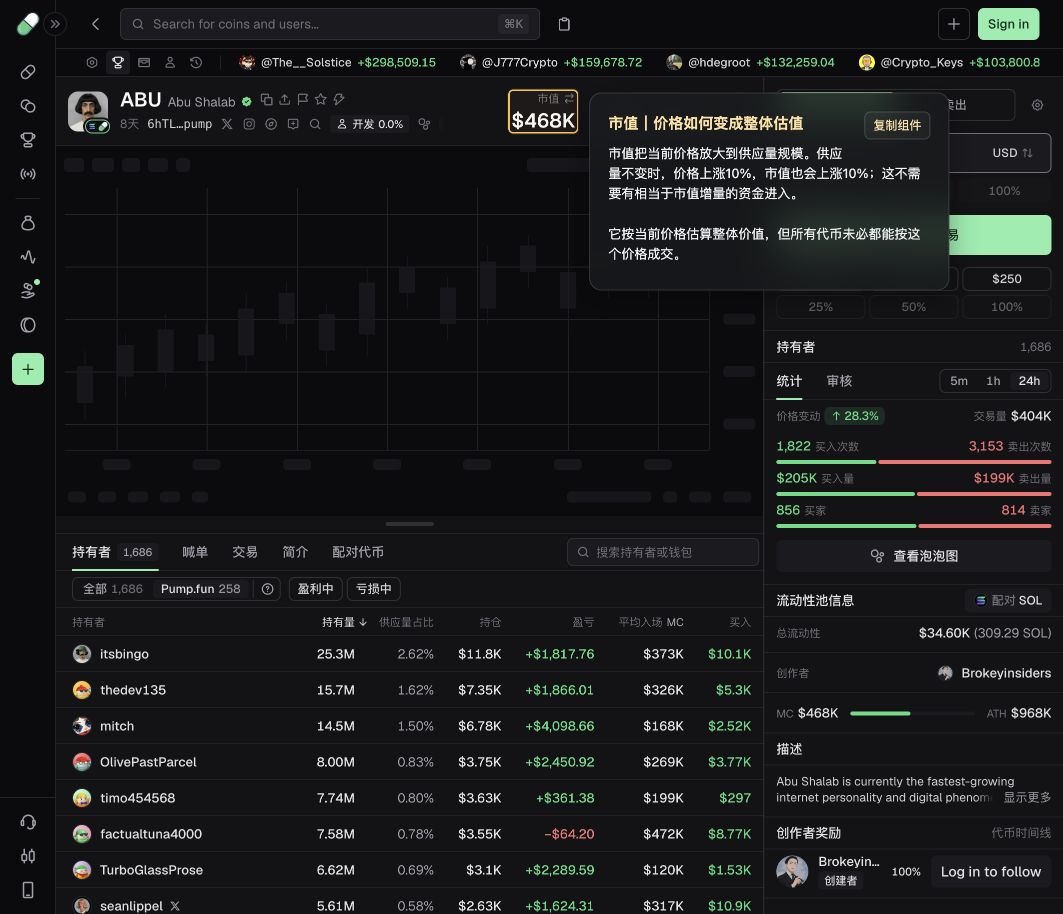 Search for coins and users...
⌘K
Sign in
@The__Solstice +$298,509.15
@J777Crypto +$159,678.72
@hdegroot +$132,259.04
@Crypto_Keys +$103,800.8
ABU Abu Shalab
8天 6hTL...pump
开发 0.0%
市值
$468K
市值｜价格如何变成整体估值
复制组件
市值把当前价格放大到供应量规模。供应
量不变时，价格上涨10%，市值也会上涨10%；这不需
要有相当于市值增量的资金进入。
它按当前价格估算整体价值，但所有代币未必都能按这
个价格成交。
卖出
USD
100%
易
$250
25% 50% 100%
持有者 1,686
统计 审核 5m 1h 24h
价格变动 ↑ 28.3% 交易量 $404K
1,822 买入次数 3,153 卖出次数
$205K 买入量 $199K 卖出量
856 买家 814 卖家
查看泡泡图
流动性池信息 配对 SOL
总流动性 $34.60K (309.29 SOL)
创作者 Brokeyinsiders
MC $468K ATH $968K
描述
Abu Shalab is currently the fastest-growing
internet personality and digital phenom 显示更多
创作者奖励 代币时间线
Brokeyin...
创建者
100%
Log in to follow
持有者 1,686 喊单 交易 简介 配对代币
搜索持有者或钱包
全部 1,686 Pump.fun 258 盈利中 亏损中
持有者 持有量 ↓ 供应量占比 持仓 盈亏 平均入场 MC 买入
itsbingo 25.3M 2.62% $11.8K +$1,817.76 $373K $10.1K
thedev135 15.7M 1.62% $7.35K +$1,866.01 $326K $5.3K
mitch 14.5M 1.50% $6.78K +$4,098.66 $168K $2.52K
OlivePastParcel 8.00M 0.83% $3.75K +$2,450.92 $269K $3.77K
timo454568 7.74M 0.80% $3.63K +$361.38 $199K $297
factualtuna4000 7.58M 0.78% $3.55K −$64.20 $472K $8.77K
TurboGlassProse 6.62M 0.69% $3.1K +$2,289.59 $120K $1.53K
seanlippel 5.61M 0.58% $2.63K +$1,624.31 $317K $10.9K